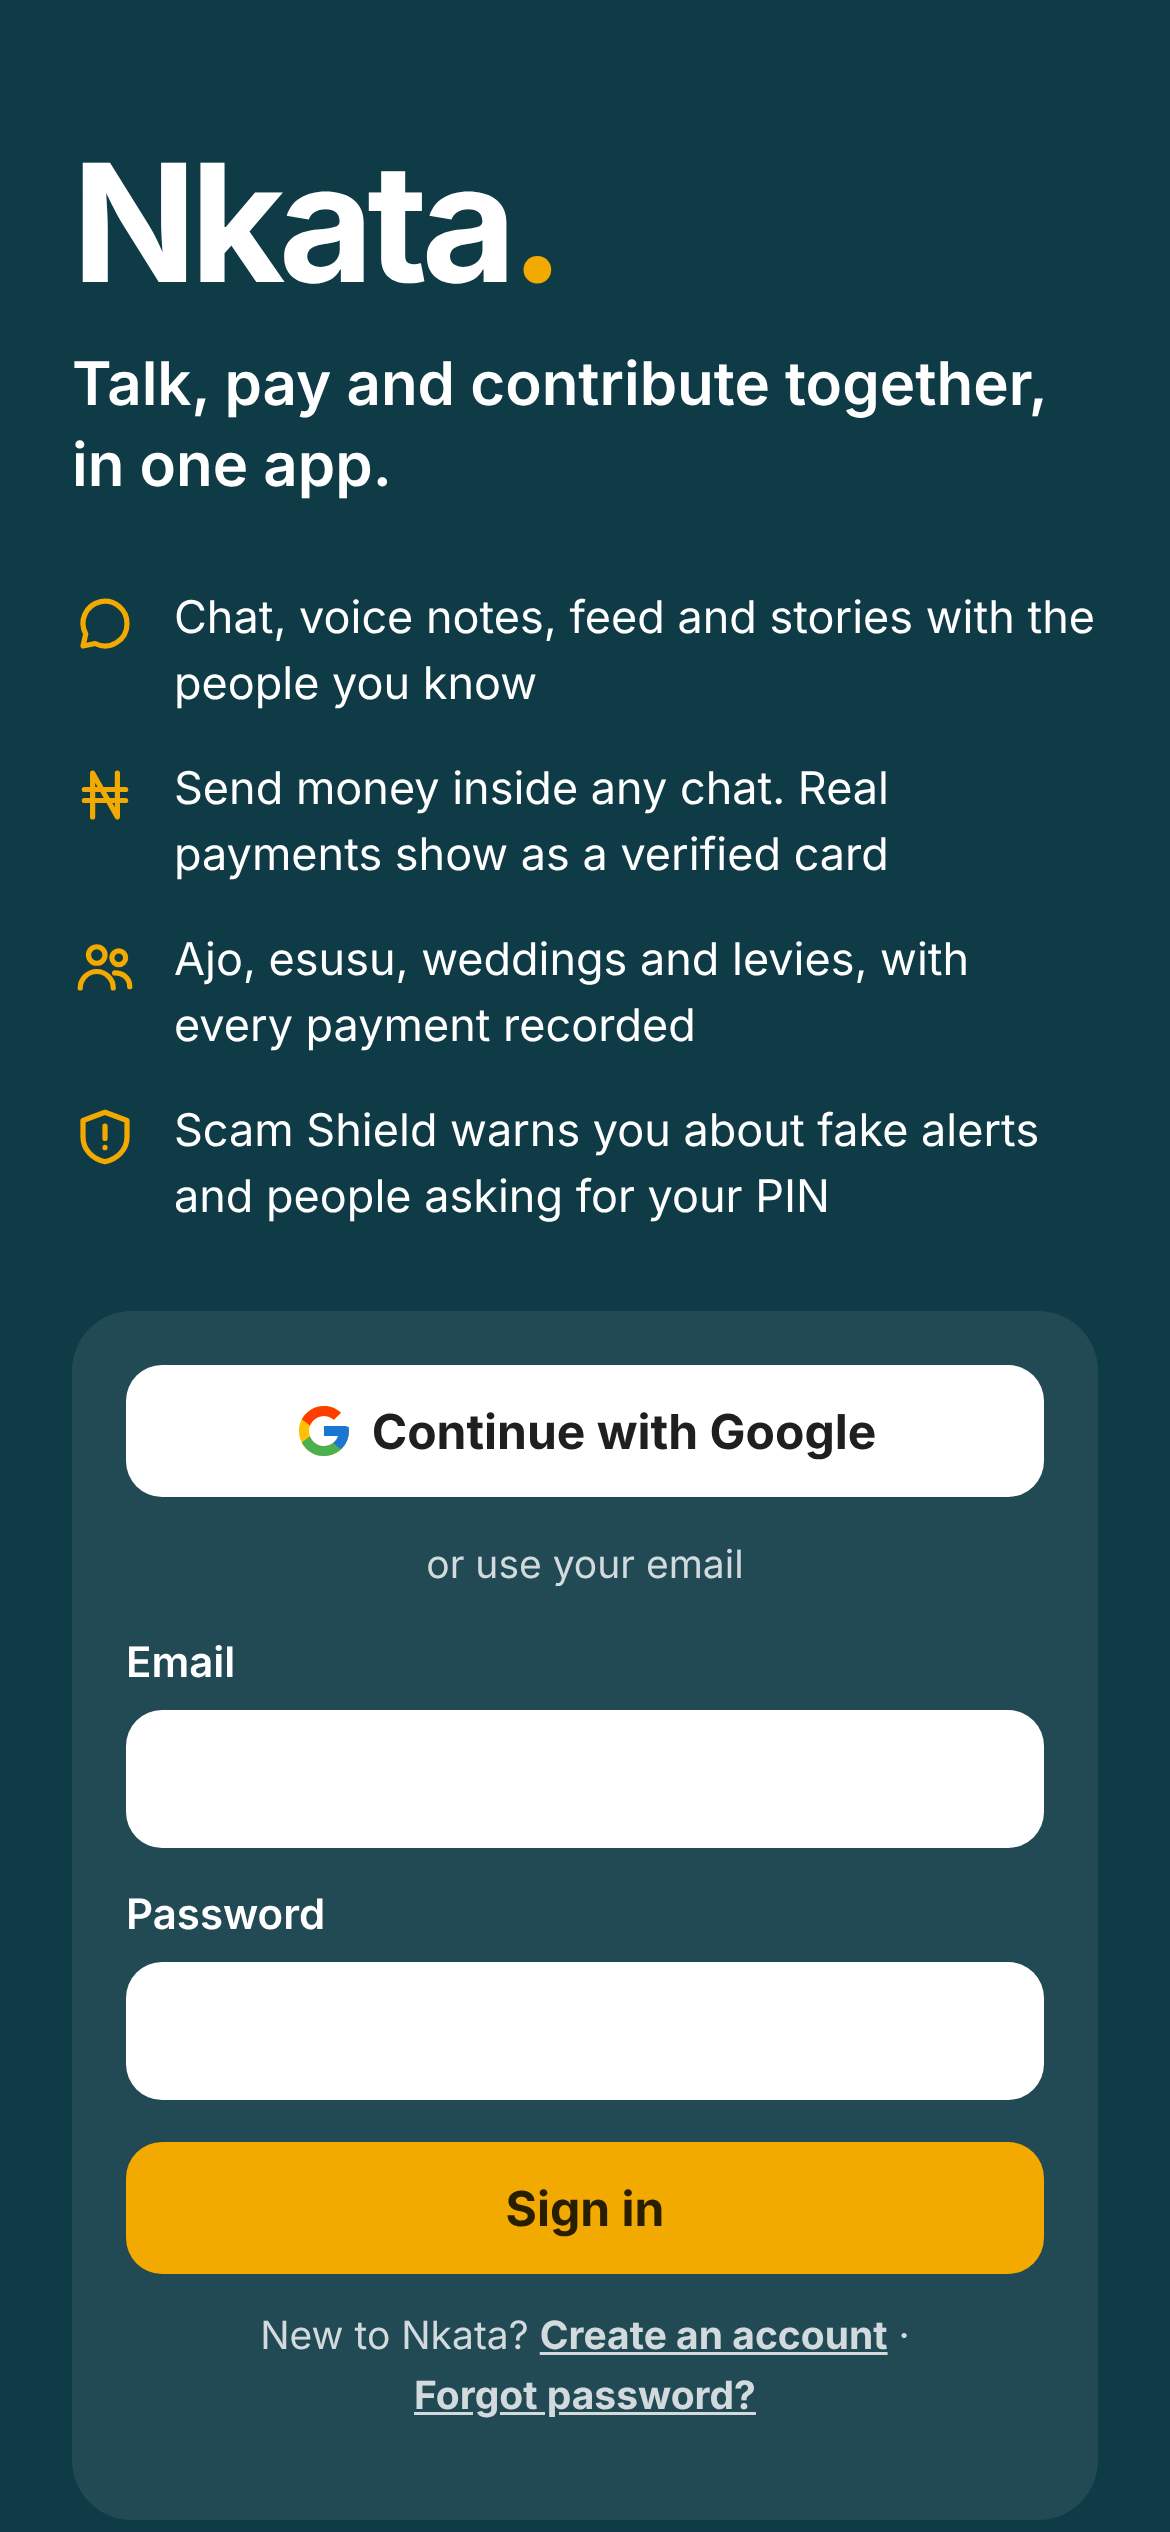 Nkata.
Talk, pay and contribute together,
in one app.
Chat, voice notes, feed and stories with the
people you know
Send money inside any chat. Real
payments show as a verified card
Ajo, esusu, weddings and levies, with
every payment recorded
Scam Shield warns you about fake alerts
and people asking for your PIN
Continue with Google
or use your email
Email
Password
Sign in
New to Nkata? Create an account ·
Forgot password?